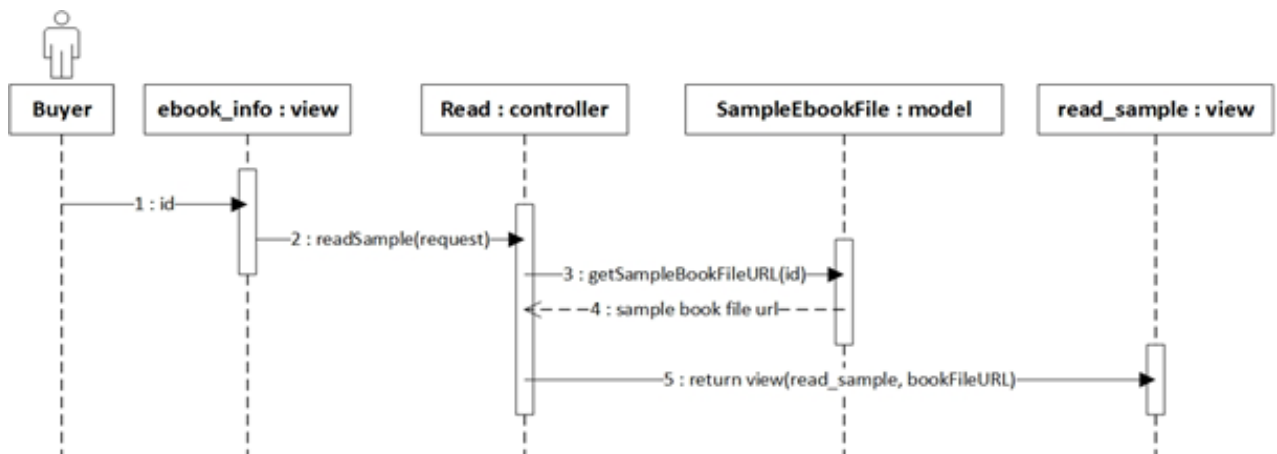 Buyer
ebook_info : view
Read : controller
SampleEbookFile : model
read_sample : view
1 : id
2 : readSample(request)
3 : getSampleBookFileURL(id)
4 : sample book file url
5 : return view(read_sample, bookFileURL)